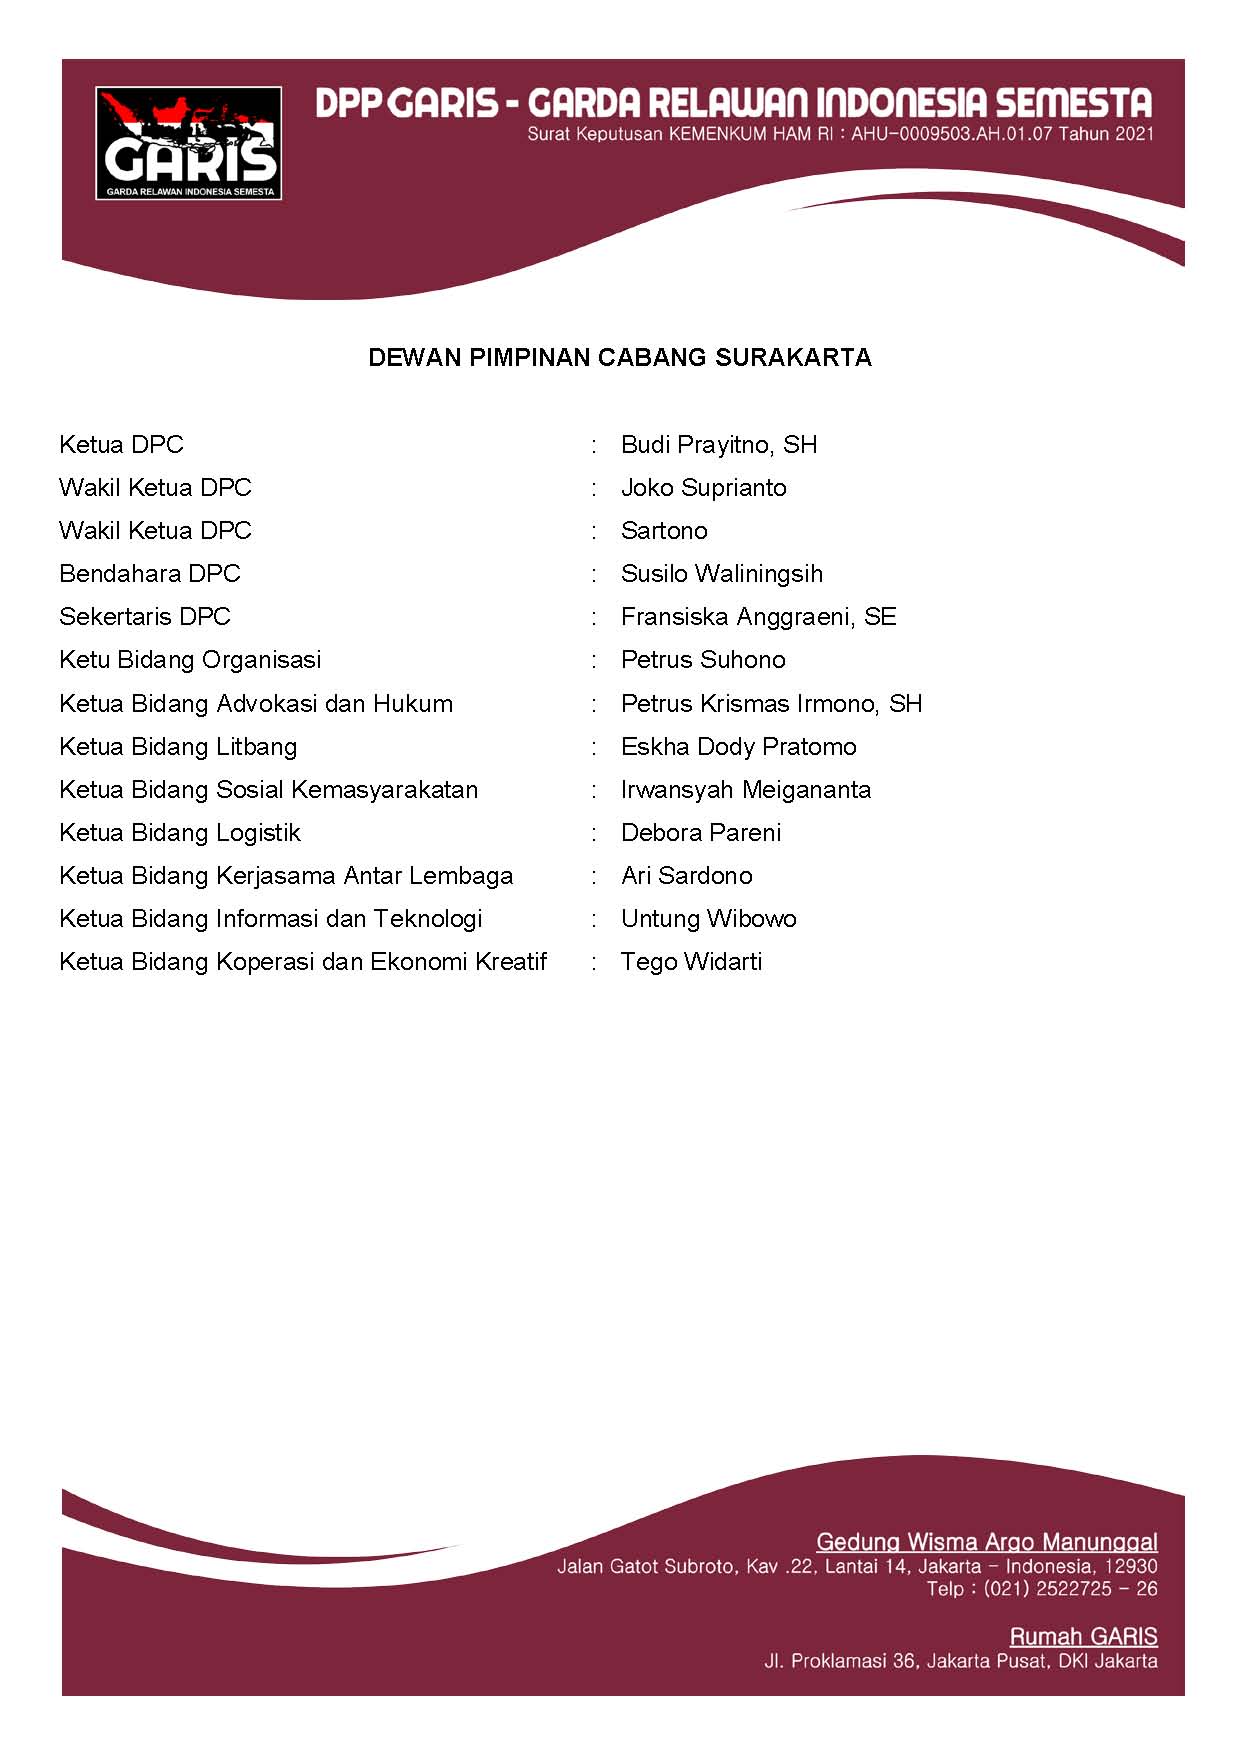 DPP GARIS - GARDA RELAWAN INDONESIA SEMESTA
Surat Keputusan KEMENKUM HAM RI : AHU-0009503.AH.01.07 Tahun 2021
GARIS
GARDA RELAWAN INDONESIA SEMESTA
DEWAN PIMPINAN CABANG SURAKARTA
Ketua DPC : Budi Prayitno, SH
Wakil Ketua DPC : Joko Suprianto
Wakil Ketua DPC : Sartono
Bendahara DPC : Susilo Waliningsih
Sekertaris DPC : Fransiska Anggraeni, SE
Ketu Bidang Organisasi : Petrus Suhono
Ketua Bidang Advokasi dan Hukum : Petrus Krismas Irmono, SH
Ketua Bidang Litbang : Eskha Dody Pratomo
Ketua Bidang Sosial Kemasyarakatan : Irwansyah Meigananta
Ketua Bidang Logistik : Debora Pareni
Ketua Bidang Kerjasama Antar Lembaga : Ari Sardono
Ketua Bidang Informasi dan Teknologi : Untung Wibowo
Ketua Bidang Koperasi dan Ekonomi Kreatif : Tego Widarti
Gedung Wisma Argo Manunggal
Jalan Gatot Subroto, Kav .22, Lantai 14, Jakarta - Indonesia, 12930
Telp : (021) 2522725 - 26
Rumah GARIS
Jl. Proklamasi 36, Jakarta Pusat, DKI Jakarta